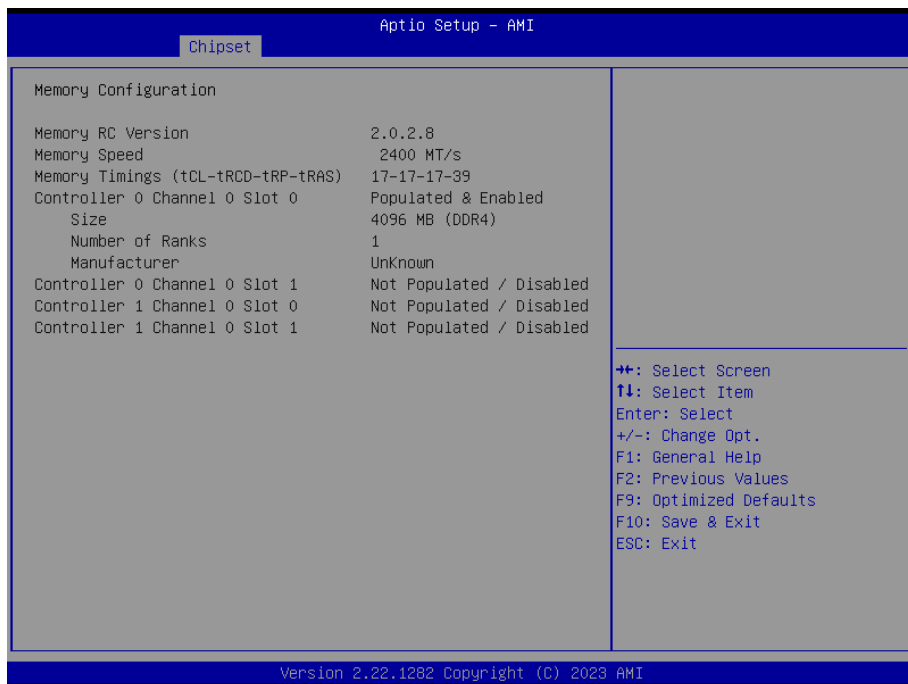 Aptio Setup – AMI
Chipset
Memory Configuration
Memory RC Version 2.0.2.8
Memory Speed 2400 MT/s
Memory Timings (tCL-tRCD-tRP-tRAS) 17-17-17-39
Controller 0 Channel 0 Slot 0 Populated & Enabled
Size 4096 MB (DDR4)
Number of Ranks 1
Manufacturer UnKnown
Controller 0 Channel 0 Slot 1 Not Populated / Disabled
Controller 1 Channel 0 Slot 0 Not Populated / Disabled
Controller 1 Channel 0 Slot 1 Not Populated / Disabled
→←: Select Screen
↑↓: Select Item
Enter: Select
+/-: Change Opt.
F1: General Help
F2: Previous Values
F9: Optimized Defaults
F10: Save & Exit
ESC: Exit
Version 2.22.1282 Copyright (C) 2023 AMI